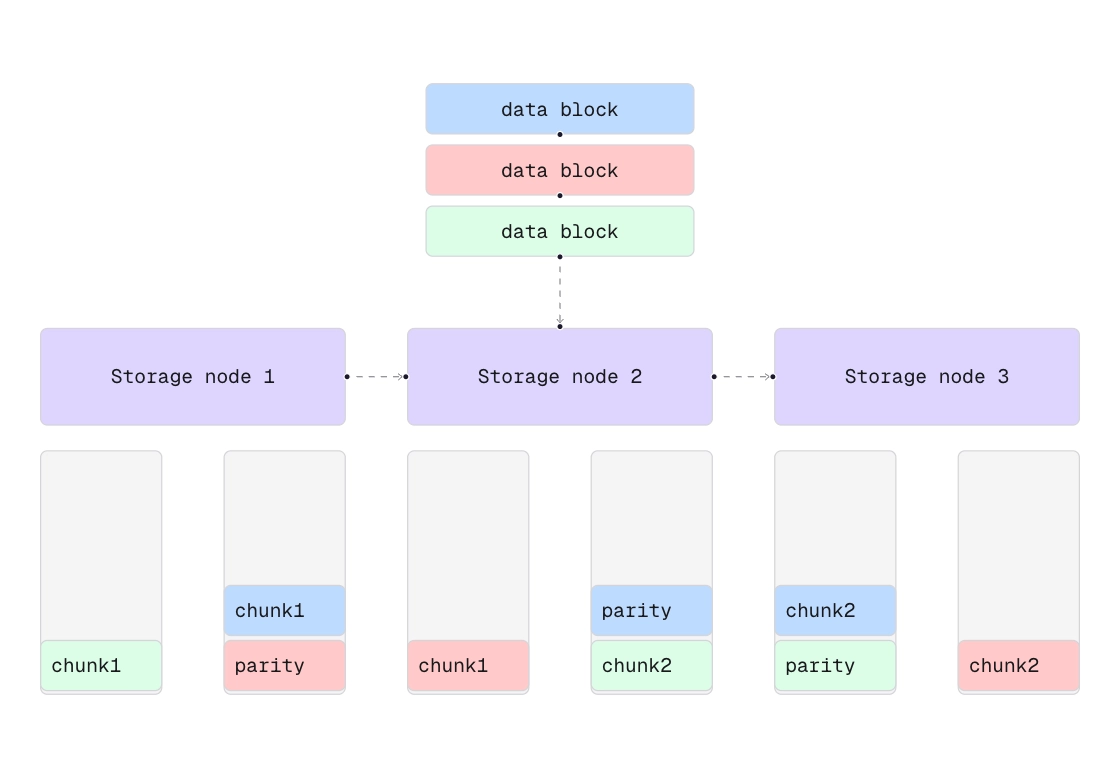 data block
data block
data block
Storage node 1
Storage node 2
Storage node 3
chunk1
parity
chunk2
chunk1
parity
chunk1
chunk2
parity
chunk2